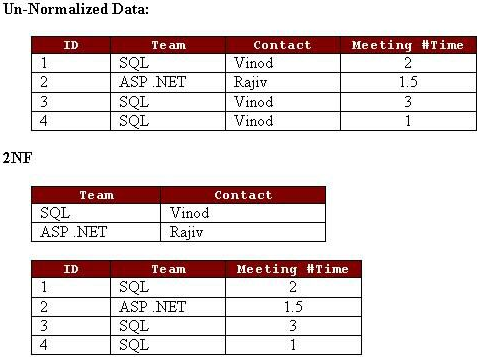 Un-Normalized Data:
ID Team Contact Meeting #Time
1 SQL Vinod 2
2 ASP .NET Rajiv 1.5
3 SQL Vinod 3
4 SQL Vinod 1
2NF
Team Contact
SQL Vinod
ASP .NET Rajiv
ID Team Meeting #Time
1 SQL 2
2 ASP .NET 1.5
3 SQL 3
4 SQL 1